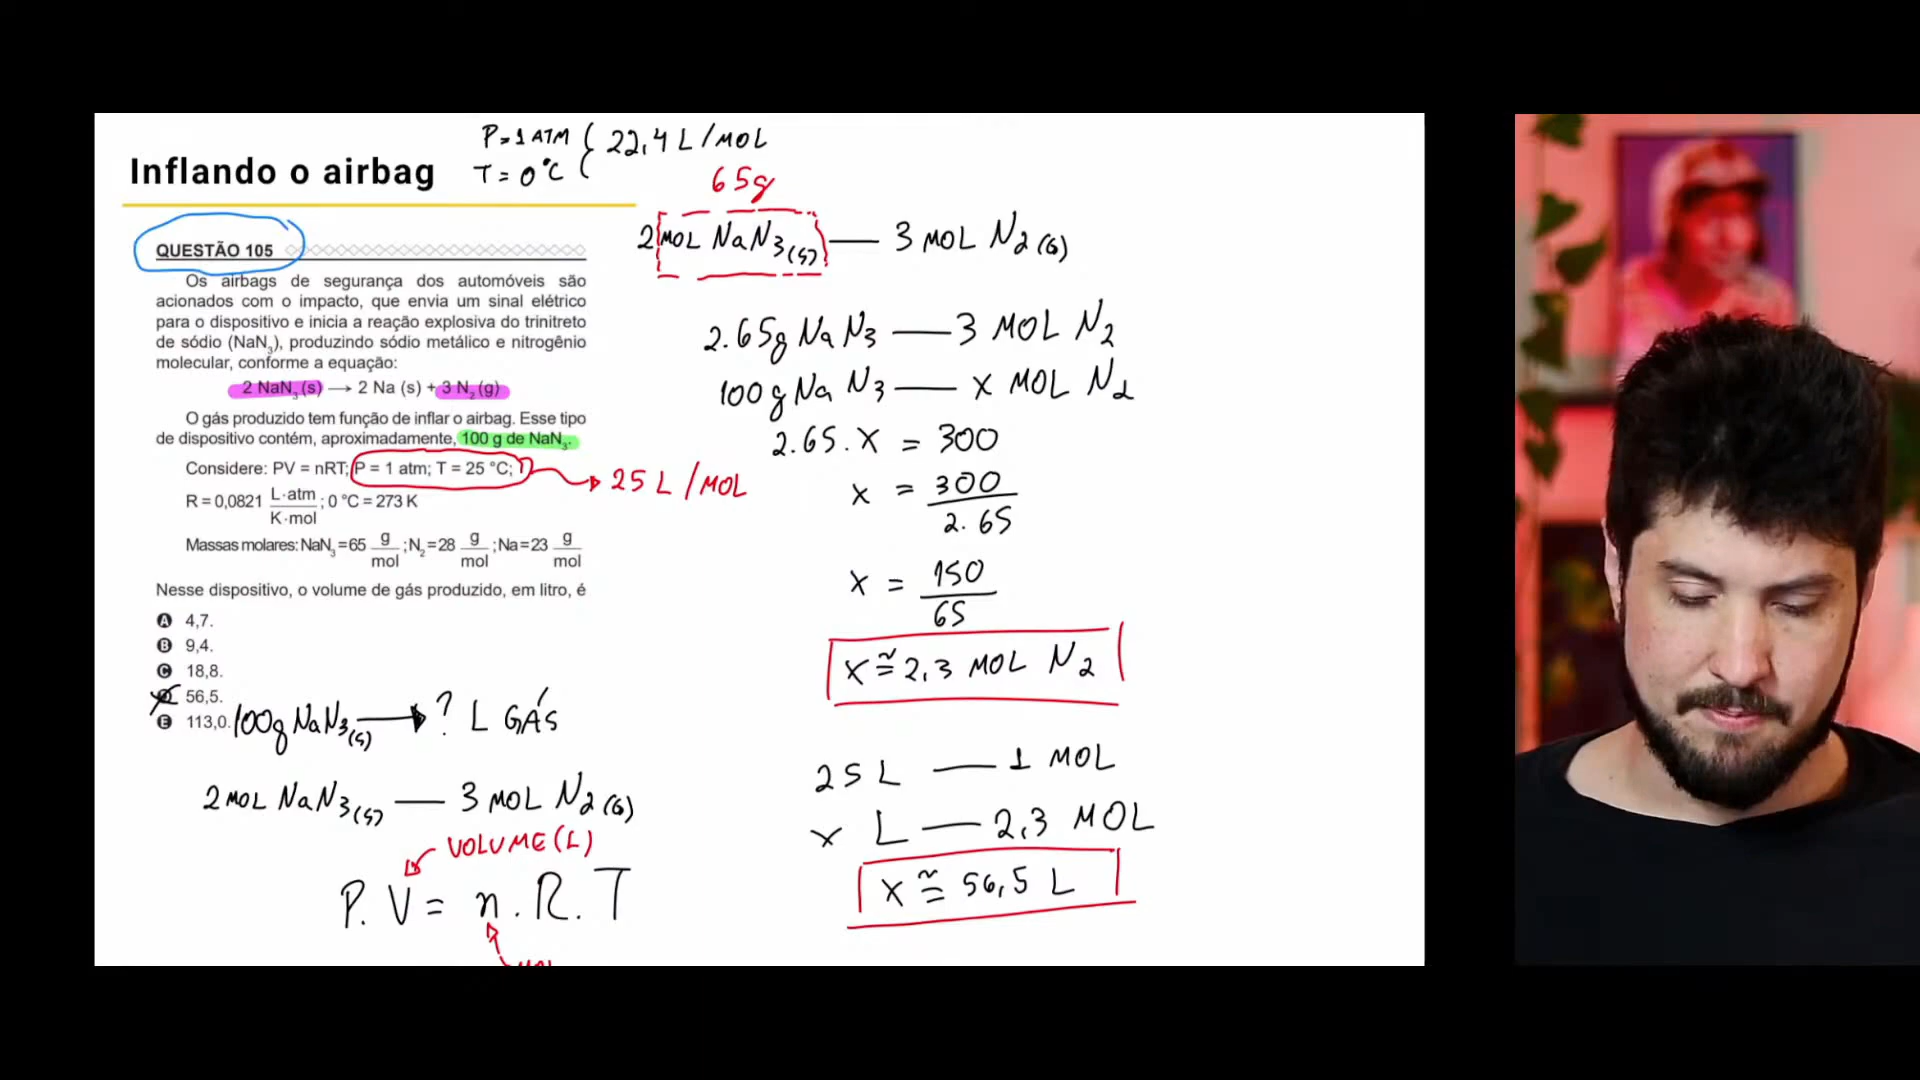 Inflando o airbag
P=1 ATM
T = 0°C
22,4 L/MOL
QUESTÃO 105
Os airbags de segurança dos automóveis são
acionados com o impacto, que envia um sinal elétrico
para o dispositivo e inicia a reação explosiva do trinitreto
de sódio (NaN₃), produzindo sódio metálico e nitrogênio
molecular, conforme a equação:
2 NaN₃ (s) → 2 Na (s) + 3 N₂ (g)
O gás produzido tem função de inflar o airbag. Esse tipo
de dispositivo contém, aproximadamente, 100 g de NaN₃.
Considere: PV = nRT; P = 1 atm; T = 25 °C;
R = 0,0821 L·atm/K·mol ; 0 °C = 273 K
Massas molares: NaN₃ = 65 g/mol ; N₂ = 28 g/mol ; Na = 23 g/mol
Nesse dispositivo, o volume de gás produzido, em litro, é
A 4,7.
B 9,4.
C 18,8.
56,5.
E 113,0.
25 L/MOL
100g NaN₃(s) → ? L GÁS
2 MOL NaN₃(s) — 3 MOL N₂(G)
VOLUME (L)
P. V = n . R. T
65g
2 MOL NaN₃(s) — 3 MOL N₂(G)
2.65g NaN₃ — 3 MOL N₂
100g NaN₃ — X MOL N₂
2.65.X = 300
X = 300/2.65
X = 150/65
X ≅ 2,3 MOL N₂
25 L — 1 MOL
X L — 2,3 MOL
X ≅ 56,5 L